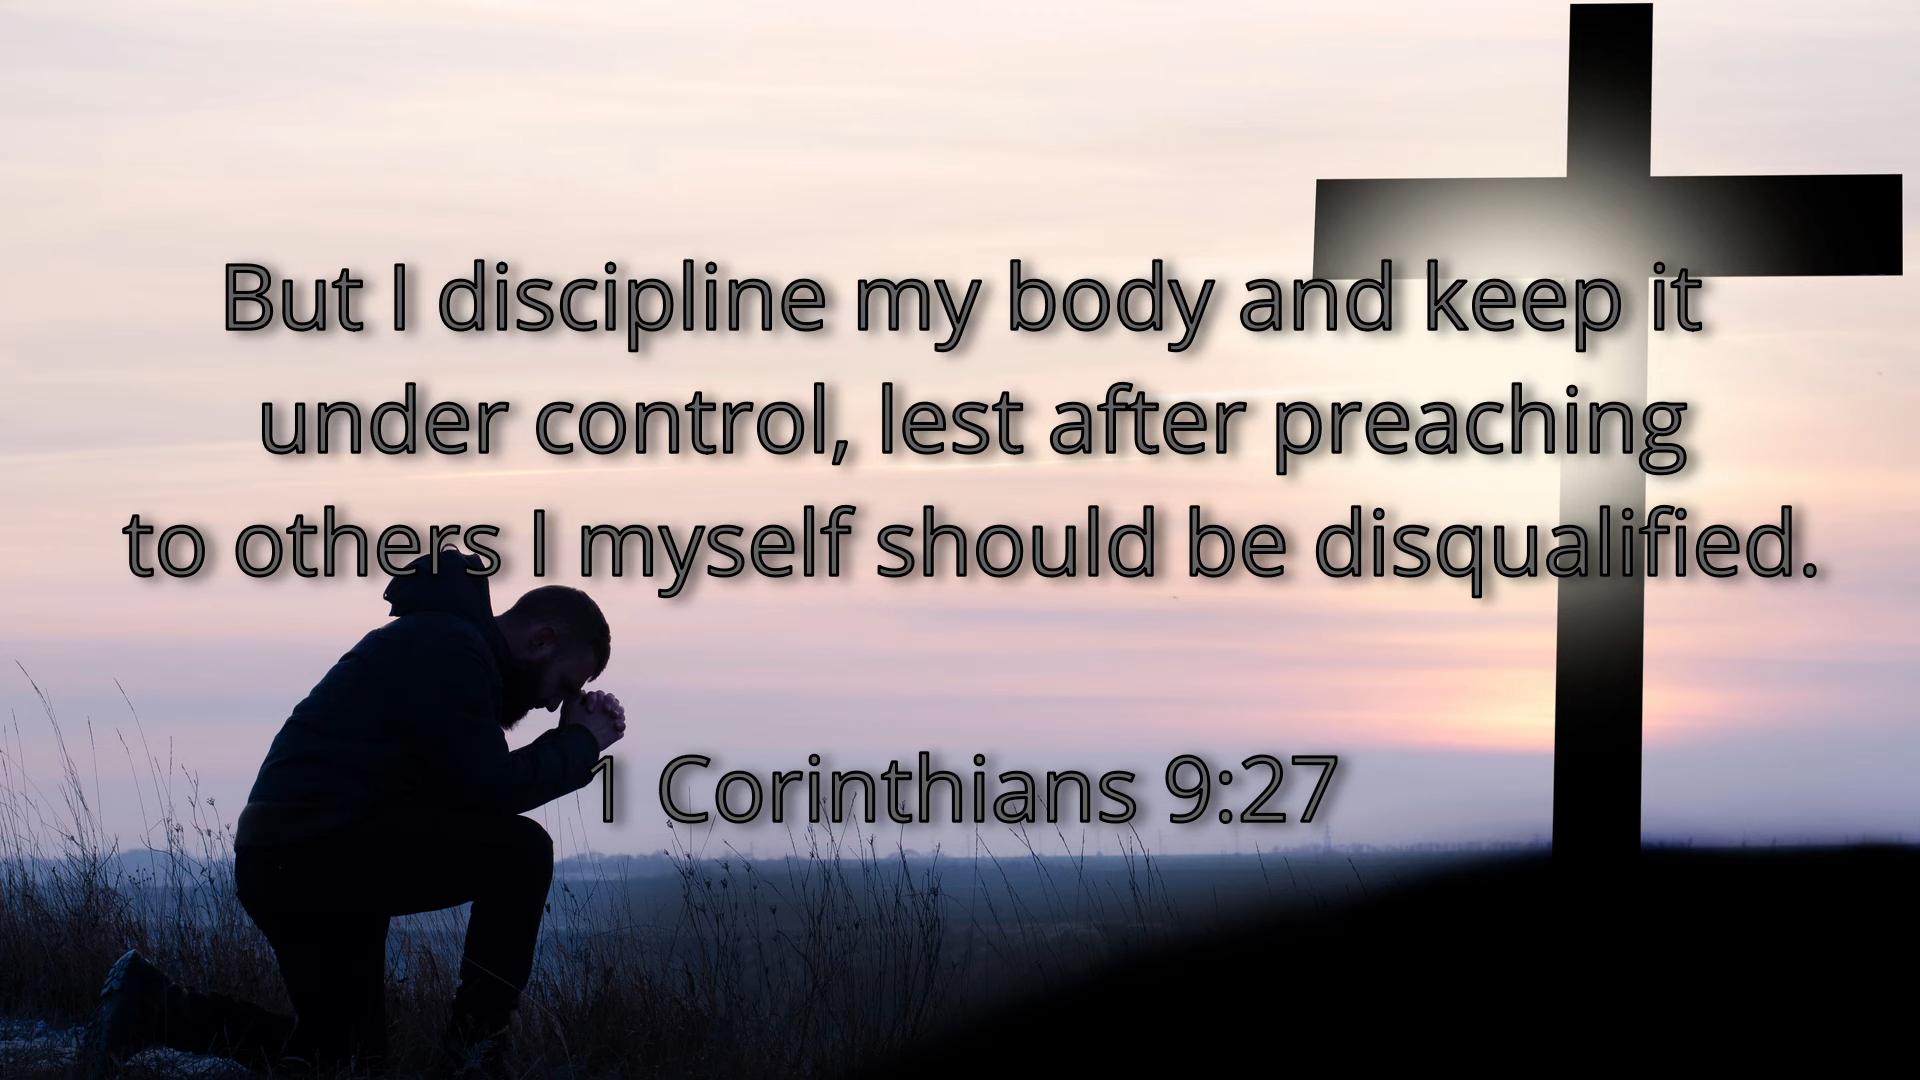 But I discipline my body and keep it
under control, lest after preaching
to others I myself should be disqualified.
1 Corinthians 9:27